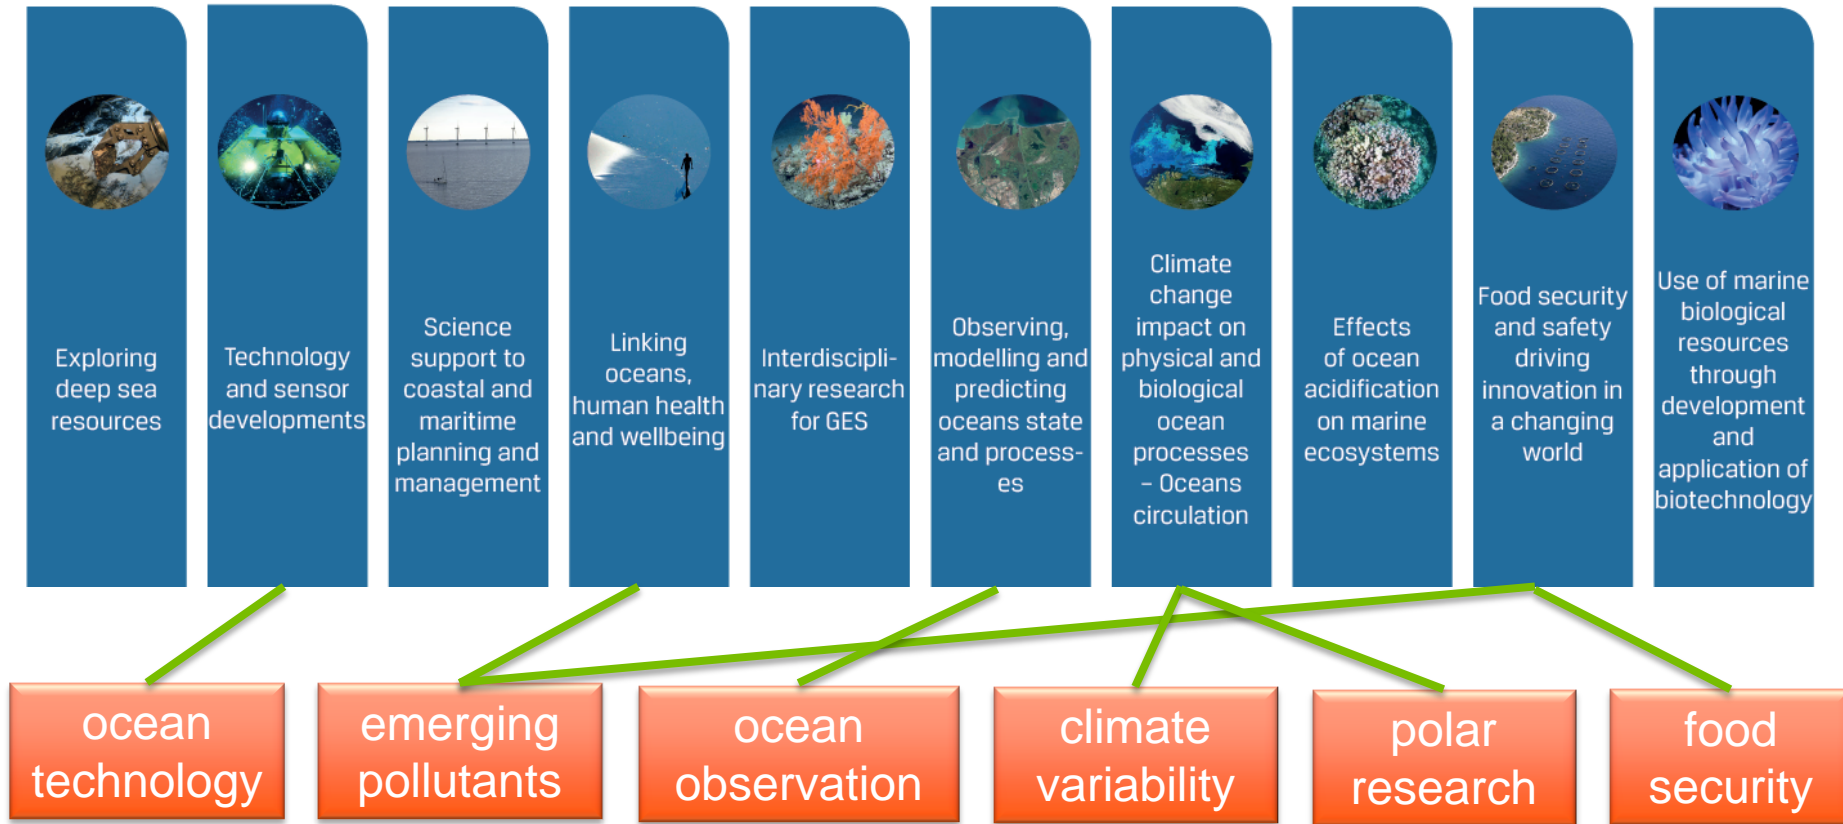 Exploring
deep sea
resources
Technology
and sensor
developments
Science
support to
coastal and
maritime
planning and
management
Linking
oceans,
human health
and wellbeing
Interdiscipli-
nary research
for GES
Observing,
modelling and
predicting
oceans state
and process-
es
Climate
change
impact on
physical and
biological
ocean
processes
– Oceans
circulation
Effects
of ocean
acidification
on marine
ecosystems
Food security
and safety
driving
innovation in
a changing
world
Use of marine
biological
resources
through
development
and
application of
biotechnology
ocean
technology
emerging
pollutants
ocean
observation
climate
variability
polar
research
food
security